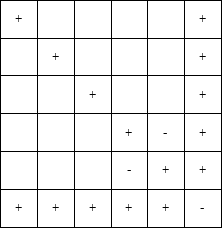 + +
+ +
+ +
+ - +
- + +
+ + + + + -